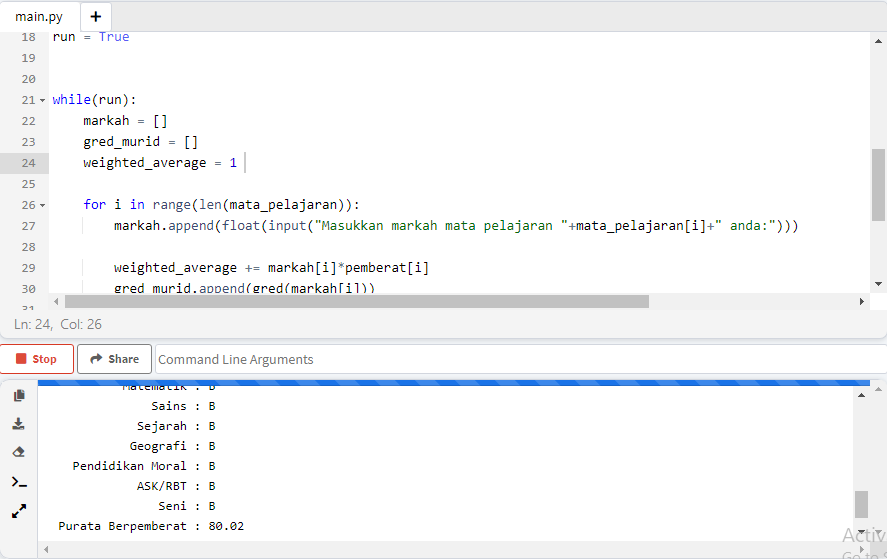 main.py +
18 run = True
19
20
21 while(run):
22 markah = []
23 gred_murid = []
24 weighted_average = 1
25
26 for i in range(len(mata_pelajaran)):
27 markah.append(float(input("Masukkan markah mata pelajaran "+mata_pelajaran[i]+" anda:")))
28
29 weighted_average += markah[i]*pemberat[i]
30 gred_murid.append(gred(markah[i]))
31
Ln: 24, Col: 26
Stop Share Command Line Arguments
Matematik : B
Sains : B
Sejarah : B
Geografi : B
Pendidikan Moral : B
ASK/RBT : B
Seni : B
Purata Berpemberat : 80.02
Activ
Go to S